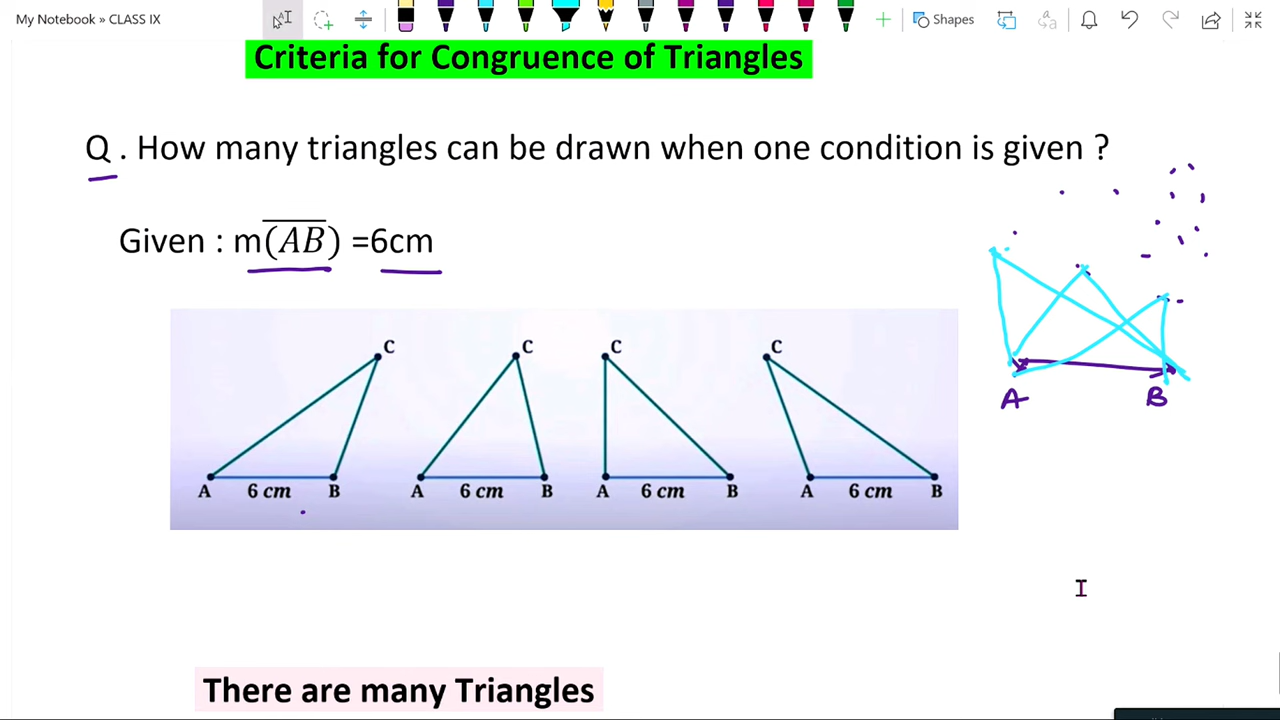 My Notebook » CLASS IX
Shapes
Criteria for Congruence of Triangles
Q . How many triangles can be drawn when one condition is given ?
Given : m(AB) =6cm
C C C C
A 6 cm B A 6 cm B A 6 cm B A 6 cm B
A B
There are many Triangles